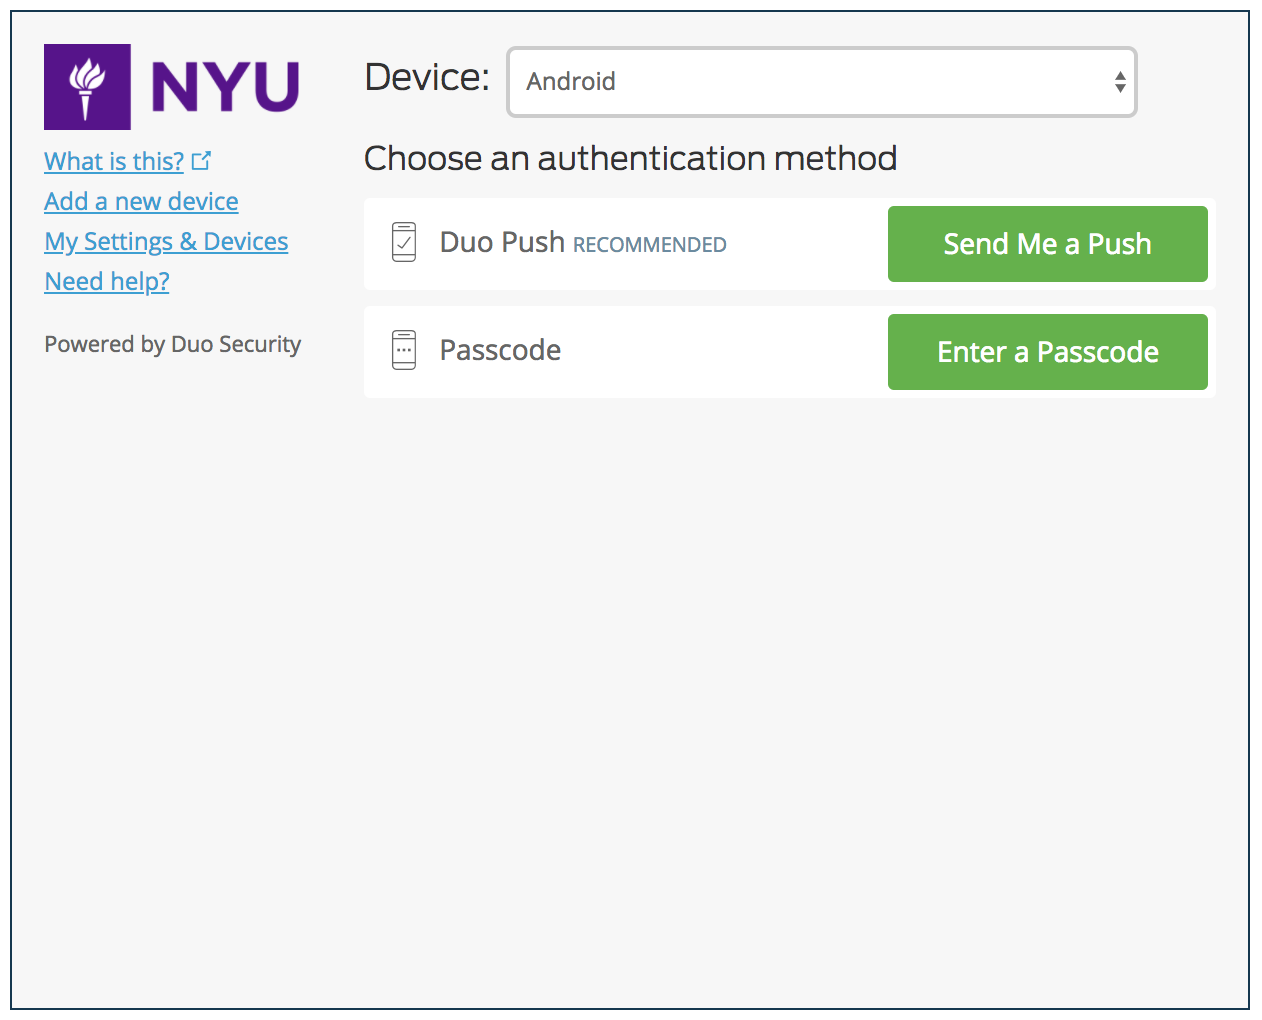 NYU
What is this?
Add a new device
My Settings & Devices
Need help?
Powered by Duo Security
Device: Android
Choose an authentication method
Duo Push RECOMMENDED Send Me a Push
Passcode Enter a Passcode